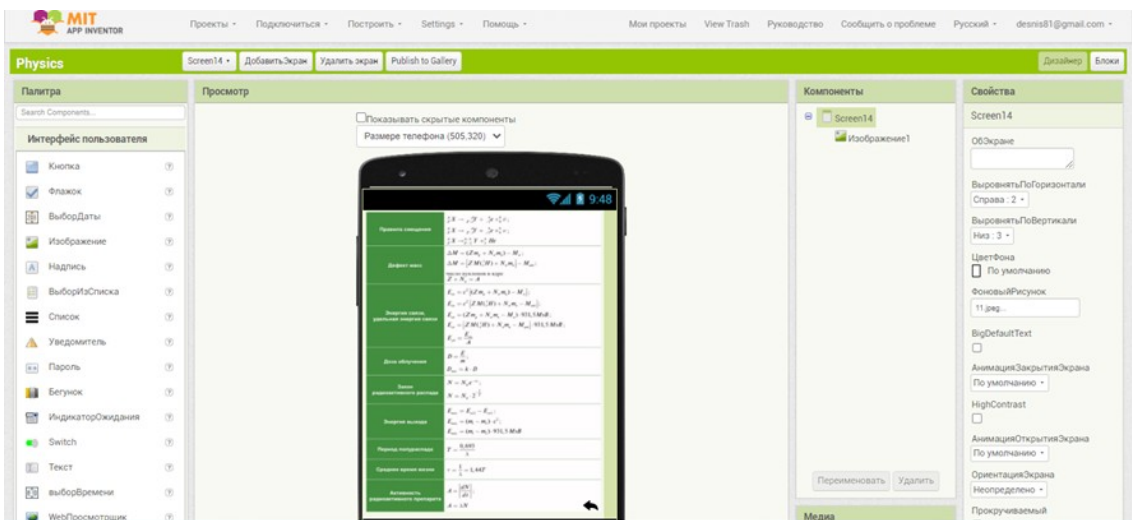 MIT
APP INVENTOR
Проекты
Подключиться
Построить
Settings
Помощь
Мои проекты
View Trash
Руководство
Сообщить о проблеме
Русский
desnis81@gmail.com
Physics
Screen14
ДобавитьЭкран
Удалить экран
Publish to Gallery
Дизайнер
Блоки
Палитра
Search Components...
Интерфейс пользователя
Кнопка
Флажок
ВыборДаты
Изображение
Надпись
ВыборИзСписка
Список
Уведомитель
Пароль
Бегунок
ИндикаторОжидания
Switch
Текст
выборВремени
WebПросмотрщик
Просмотр
Показывать скрытые компоненты
Размере телефона (505,320)
9:48
Правила смещения
Дефект масс
Z + N = A
Энергия связи,
удельная энергия связи
Доза облучения
Закон
радиоактивного распада
Энергия выхода
Период полураспада
Среднее время жизни
Активность
радиоактивного препарата
Компоненты
Screen14
Изображение1
Переименовать
Удалить
Медиа
Свойства
Screen14
ОбЭкране
ВыровнятьПоГоризонтали
Справа : 2
ВыровнятьПоВертикали
Низ : 3
ЦветФона
По умолчанию
ФоновыйРисунок
11.jpeg...
BigDefaultText
АнимацияЗакрытияЭкрана
По умолчанию
HighContrast
АнимацияОткрытияЭкрана
По умолчанию
ОриентацияЭкрана
Неопределено
Прокручиваемый